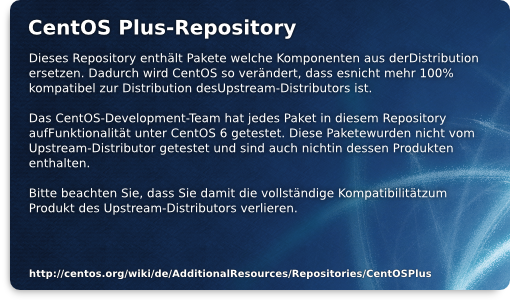 CentOS Plus-Repository
Dieses Repository enthält Pakete welche Komponenten aus derDistribution
ersetzen. Dadurch wird CentOS so verändert, dass esnicht mehr 100%
kompatibel zur Distribution desUpstream-Distributors ist.
Das CentOS-Development-Team hat jedes Paket in diesem Repository
aufFunktionalität unter CentOS 6 getestet. Diese Paketewurden nicht vom
Upstream-Distributor getestet und sind auch nichtin dessen Produkten
enthalten.
Bitte beachten Sie, dass Sie damit die vollständige Kompatibilitätzum
Produkt des Upstream-Distributors verlieren.
http://centos.org/wiki/de/AdditionalResources/Repositories/CentOSPlus